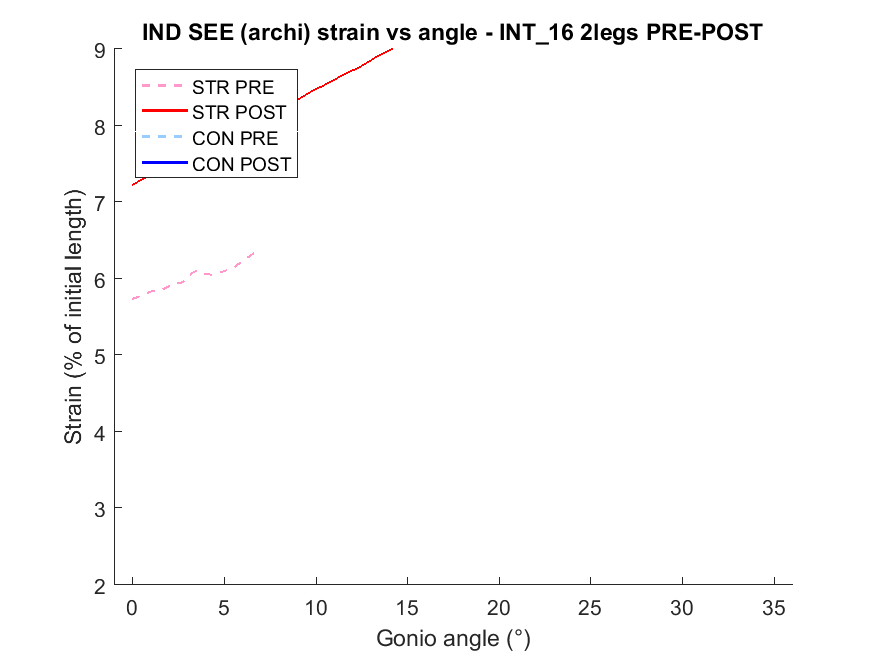 IND SEE (archi) strain vs angle - INT_16 2legs PRE-POST
STR PRE
STR POST
CON PRE
CON POST
9
8
7
6
5
4
3
2
Strain (% of initial length)
0 5 10 15 20 25 30 35
Gonio angle (°)